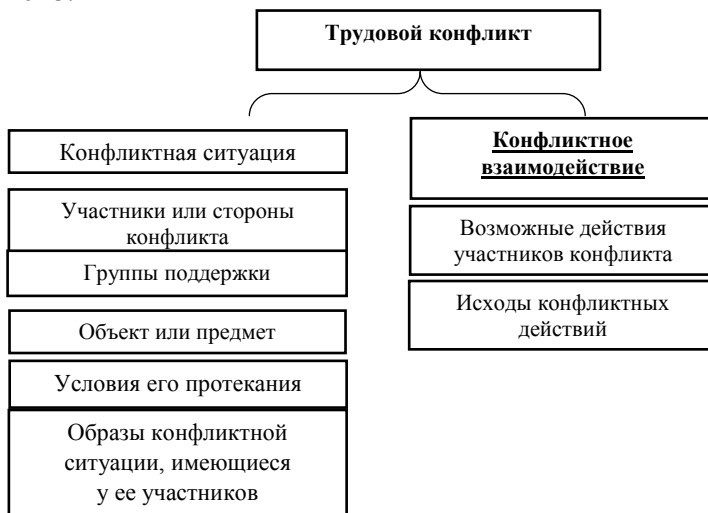 Трудовой конфликт
Конфликтная ситуация
Участники или стороны
конфликта
Группы поддержки
Объект или предмет
Условия его протекания
Образы конфликтной
ситуации, имеющиеся
у ее участников
Конфликтное
взаимодействие
Возможные действия
участников конфликта
Исходы конфликтных
действий